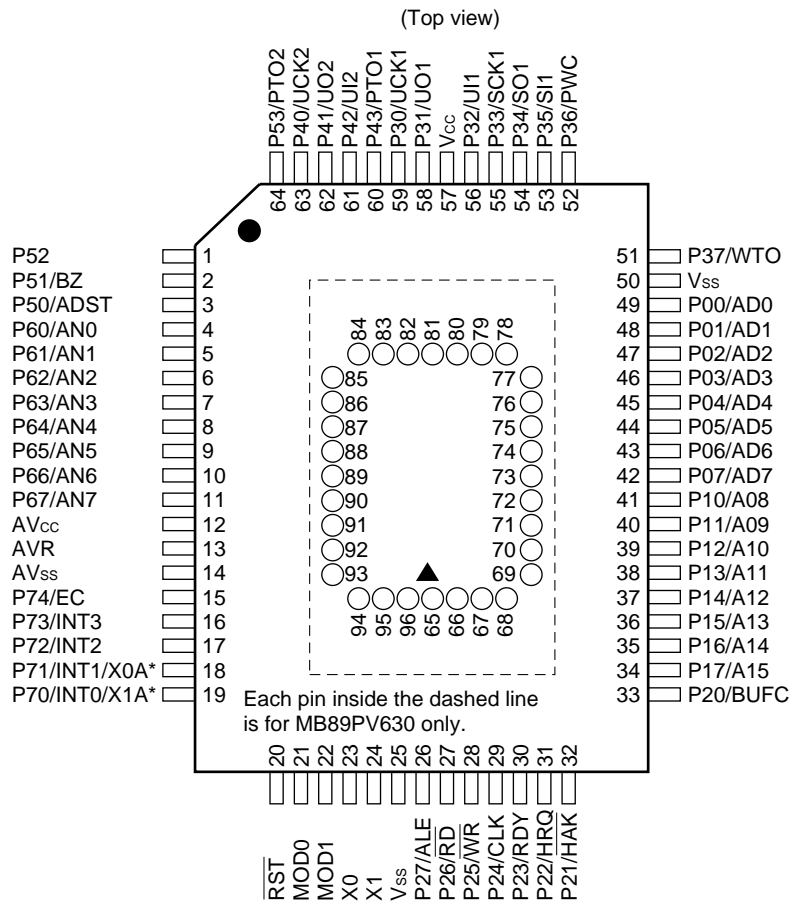 (Top view)
P53/PTO2
P40/UCK2
P41/UO2
P42/UI2
P43/PTO1
P30/UCK1
P31/UO1
Vcc
P32/UI1
P33/SCK1
P34/SO1
P35/SI1
P36/PWC
64
63
62
61
60
59
58
57
56
55
54
53
52
P52 1
P51/BZ 2
P50/ADST 3
P60/AN0 4
P61/AN1 5
P62/AN2 6
P63/AN3 7
P64/AN4 8
P65/AN5 9
P66/AN6 10
P67/AN7 11
AVcc 12
AVR 13
AVss 14
P74/EC 15
P73/INT3 16
P72/INT2 17
P71/INT1/X0A* 18
P70/INT0/X1A* 19
84
83
82
81
80
79
78
85
86
87
88
89
90
91
92
93
77
76
75
74
73
72
71
70
69
94
95
96
65
66
67
68
51 P37/WTO
50 Vss
49 P00/AD0
48 P01/AD1
47 P02/AD2
46 P03/AD3
45 P04/AD4
44 P05/AD5
43 P06/AD6
42 P07/AD7
41 P10/A08
40 P11/A09
39 P12/A10
38 P13/A11
37 P14/A12
36 P15/A13
35 P16/A14
34 P17/A15
33 P20/BUFC
Each pin inside the dashed line
is for MB89PV630 only.
20
21
22
23
24
25
26
27
28
29
30
31
32
RST
MOD0
MOD1
X0
X1
Vss
P27/ALE
P26/RD
P25/WR
P24/CLK
P23/RDY
P22/HRQ
P21/HAK